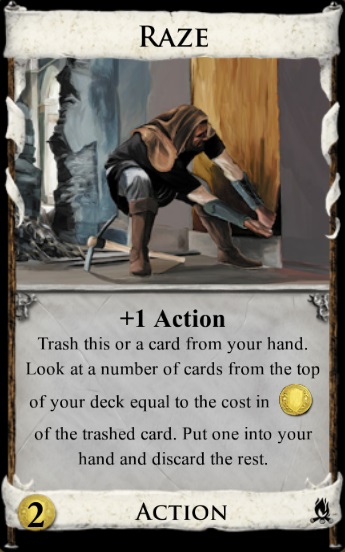 RAZE
+1 Action
Trash this or a card from your hand.
Look at a number of cards from the top
of your deck equal to the cost in
of the trashed card. Put one into your
hand and discard the rest.
2 ACTION